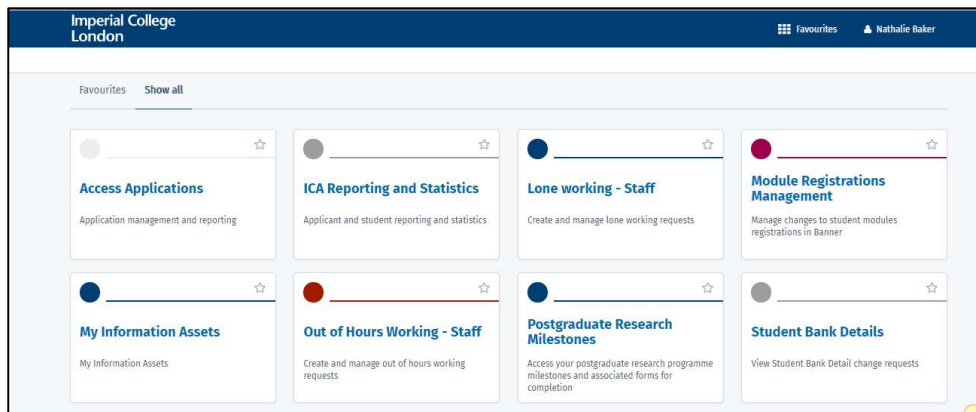 Imperial College
London
Favourites
Nathalie Baker
Favourites Show all
Access Applications
Application management and reporting
ICA Reporting and Statistics
Applicant and student reporting and statistics
Lone working - Staff
Create and manage lone working requests
Module Registrations
Management
Manage changes to student modules
registrations in Banner
My Information Assets
My Information Assets
Out of Hours Working - Staff
Create and manage out of hours working
requests
Postgraduate Research
Milestones
Access your postgraduate research programme
milestones and associated forms for
completion
Student Bank Details
View Student Bank Detail change requests